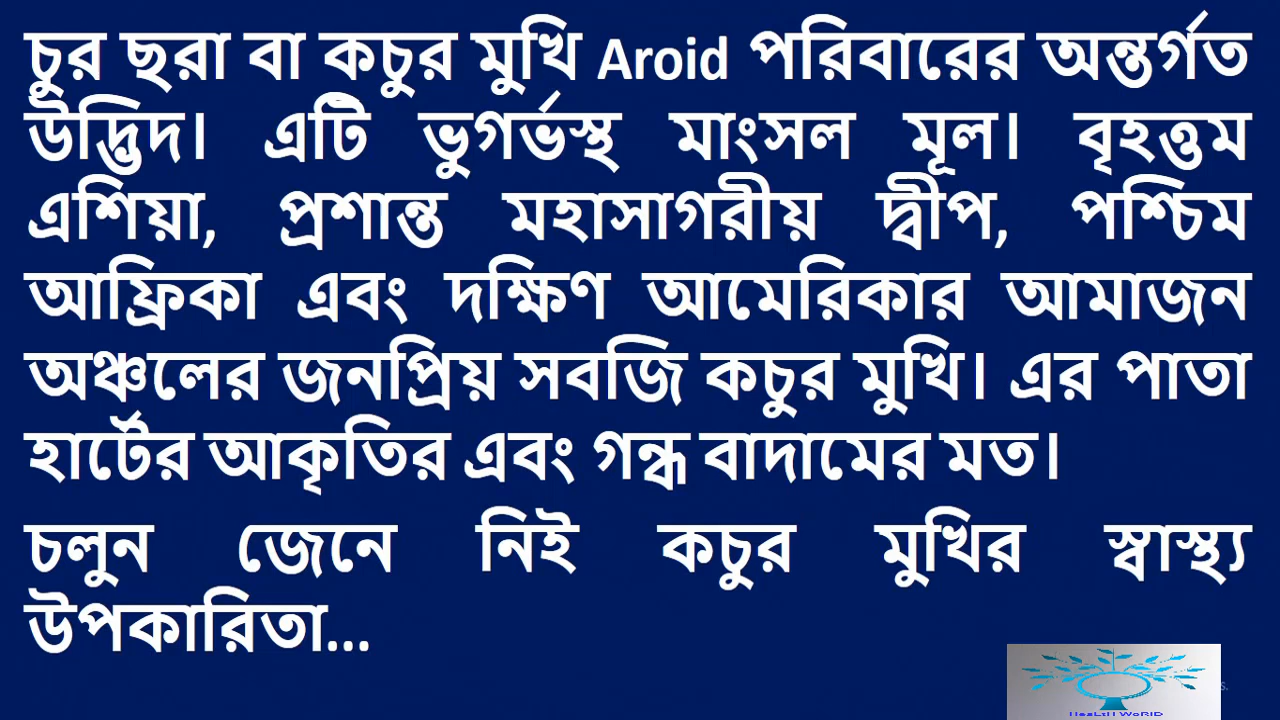 চুর ছরা বা কচুর মুখি Aroid পরিবারের অন্তর্গত
উদ্ভিদ। এটি ভুগর্ভস্থ মাংসল মূল। বৃহত্তম
এশিয়া, প্রশান্ত মহাসাগরীয় দ্বীপ, পশ্চিম
আফ্রিকা এবং দক্ষিণ আমেরিকার আমাজন
অঞ্চলের জনপ্রিয় সবজি কচুর মুখি। এর পাতা
হার্টের আকৃতির এবং গন্ধ বাদামের মত।
চলুন জেনে নিই কচুর মুখির স্বাস্থ্য
উপকারিতা...
HeaLtH WoRlD